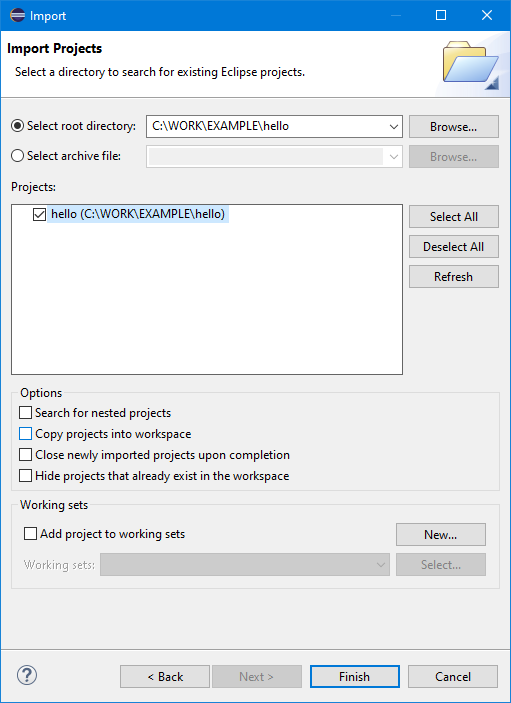 Import
Import Projects
Select a directory to search for existing Eclipse projects.
Select root directory: C:\WORK\EXAMPLE\hello Browse...
Select archive file: Browse...
Projects:
hello (C:\WORK\EXAMPLE\hello)
Select All
Deselect All
Refresh
Options
Search for nested projects
Copy projects into workspace
Close newly imported projects upon completion
Hide projects that already exist in the workspace
Working sets
Add project to working sets New...
Working sets: Select...
? < Back Next > Finish Cancel